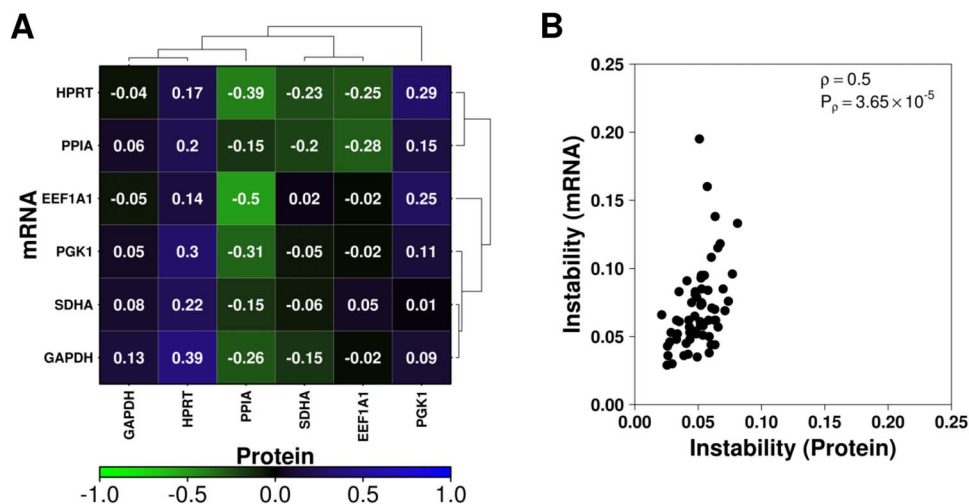 A
mRNA
HPRT -0.04 0.17 -0.39 -0.23 -0.25 0.29
PPIA 0.06 0.2 -0.15 -0.2 -0.28 0.15
EEF1A1 -0.05 0.14 -0.5 0.02 -0.02 0.25
PGK1 0.05 0.3 -0.31 -0.05 -0.02 0.11
SDHA 0.08 0.22 -0.15 -0.06 0.05 0.01
GAPDH 0.13 0.39 -0.26 -0.15 -0.02 0.09
GAPDH HPRT PPIA SDHA EEF1A1 PGK1
Protein
-1.0 -0.5 0.0 0.5 1.0
B
ρ = 0.5
Pρ = 3.65 × 10⁻⁵
Instability (mRNA)
0.25
0.20
0.15
0.10
0.05
0.00
0.00 0.05 0.10 0.15 0.20 0.25
Instability (Protein)